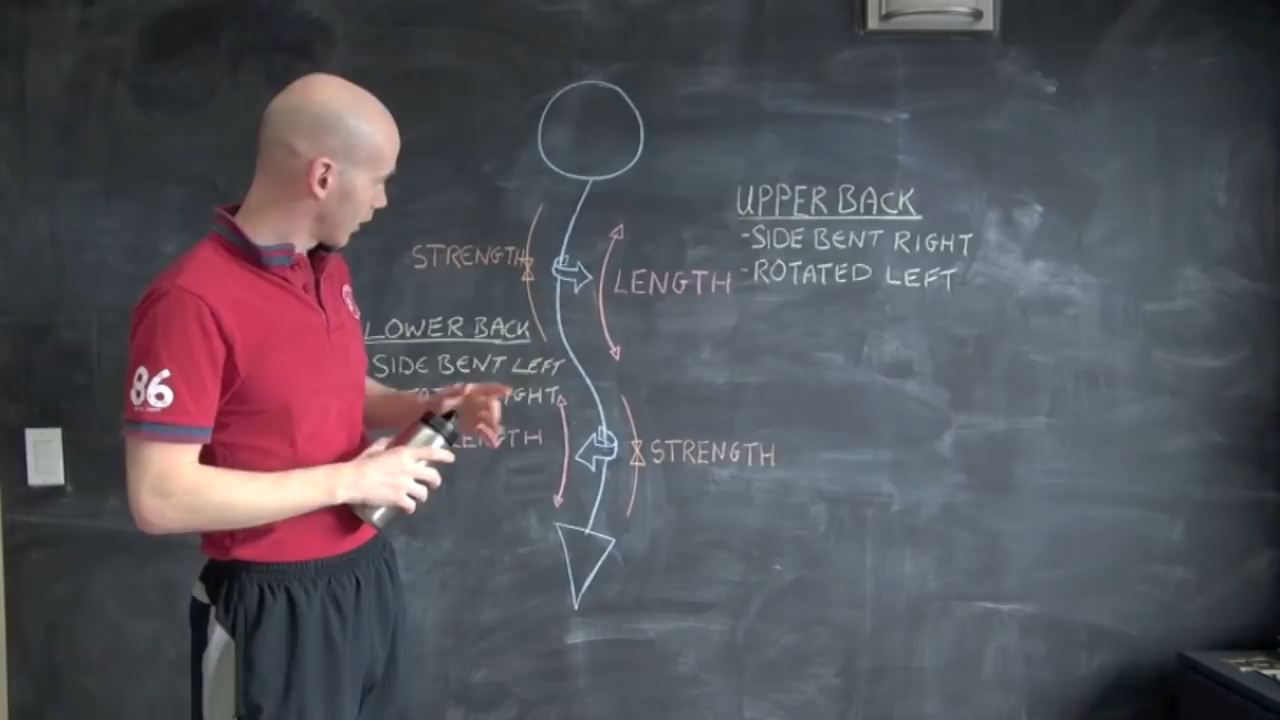 UPPER BACK
-SIDE BENT RIGHT
-ROTATED LEFT
STRENGTH
LENGTH
LOWER BACK
SIDE BENT LEFT
STRENGTH
86